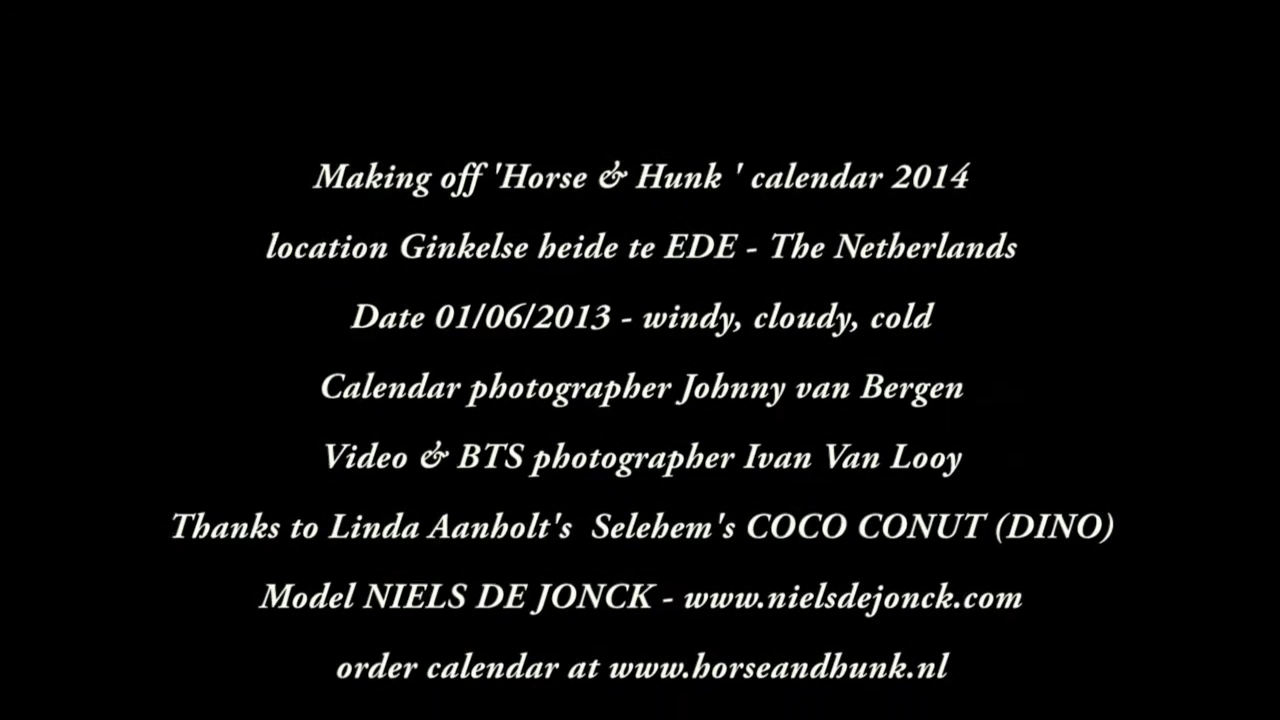 Making off 'Horse & Hunk ' calendar 2014
location Ginkelse heide te EDE - The Netherlands
Date 01/06/2013 - windy, cloudy, cold
Calendar photographer Johnny van Bergen
Video & BTS photographer Ivan Van Looy
Thanks to Linda Aanholt's  Selehem's COCO CONUT (DINO)
Model NIELS DE JONCK - www.nielsdejonck.com
order calendar at www.horseandhunk.nl